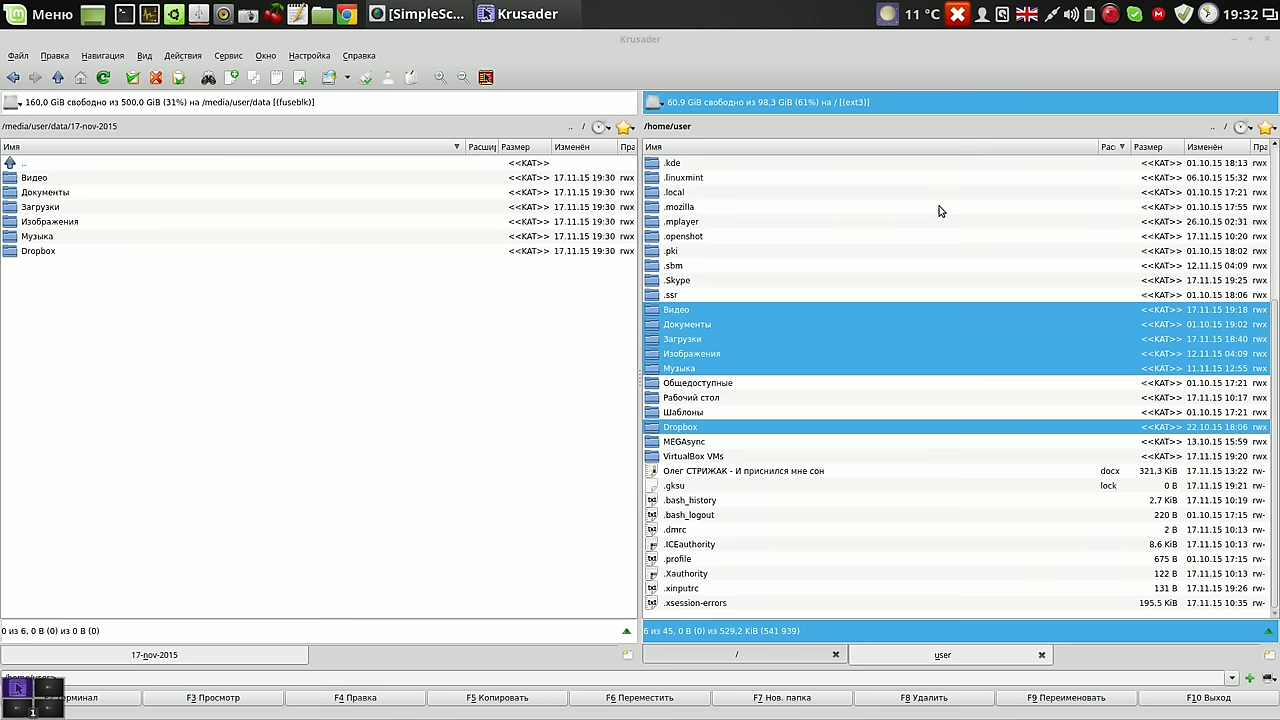 Меню [SimpleSc... Krusader 11 °C 19:32
Krusader
Файл Правка Навигация Вид Действия Сервис Окно Настройка Справка
160,0 GiB свободно из 500,0 GiB (31%) на /media/user/data [(fuseblk)]
60,9 GiB свободно из 98,3 GiB (61%) на / [(ext3)]
/media/user/data/17-nov-2015 .. /
/home/user .. /
Имя Расшир Размер Изменён Пра
.. <<КАТ>>
Видео <<КАТ>> 17.11.15 19:30 rwx
Документы <<КАТ>> 17.11.15 19:30 rwx
Загрузки <<КАТ>> 17.11.15 19:30 rwx
Изображения <<КАТ>> 17.11.15 19:30 rwx
Музыка <<КАТ>> 17.11.15 19:30 rwx
Dropbox <<КАТ>> 17.11.15 19:30 rwx
Имя Рас Размер Изменён Пра
.kde <<КАТ>> 01.10.15 18:13 rwx
.linuxmint <<КАТ>> 06.10.15 15:32 rwx
.local <<КАТ>> 01.10.15 17:21 rwx
.mozilla <<КАТ>> 01.10.15 17:55 rwx
.mplayer <<КАТ>> 26.10.15 02:31 rwx
.openshot <<КАТ>> 17.11.15 10:20 rwx
.pki <<КАТ>> 01.10.15 18:02 rwx
.sbm <<КАТ>> 12.11.15 04:09 rwx
.Skype <<КАТ>> 17.11.15 19:25 rwx
.ssr <<КАТ>> 01.10.15 18:06 rwx
Видео <<КАТ>> 17.11.15 19:18 rwx
Документы <<КАТ>> 01.10.15 19:02 rwx
Загрузки <<КАТ>> 17.11.15 18:40 rwx
Изображения <<КАТ>> 12.11.15 04:09 rwx
Музыка <<КАТ>> 11.11.15 12:55 rwx
Общедоступные <<КАТ>> 01.10.15 17:21 rwx
Рабочий стол <<КАТ>> 17.11.15 10:17 rwx
Шаблоны <<КАТ>> 01.10.15 17:21 rwx
Dropbox <<КАТ>> 22.10.15 18:06 rwx
MEGAsync <<КАТ>> 13.10.15 15:59 rwx
VirtualBox VMs <<КАТ>> 17.11.15 19:20 rwx
Олег СТРИЖАК - И приснился мне сон docx 321,3 KiB 17.11.15 13:22 rw-
.gksu lock 0 B 17.11.15 19:21 rw-
.bash_history 2,7 KiB 17.11.15 10:19 rw-
.bash_logout 220 B 01.10.15 17:15 rw-
.dmrc 2 B 17.11.15 10:13 rw-
.ICEauthority 8,6 KiB 17.11.15 10:13 rw-
.profile 675 B 01.10.15 17:15 rw-
.Xauthority 122 B 17.11.15 10:13 rw-
.xinputrc 131 B 17.11.15 19:26 rw-
.xsession-errors 195,5 KiB 17.11.15 10:35 rw-
0 из 6, 0 B (0) из 0 B (0)
6 из 45, 0 B (0) из 529,2 KiB (541 939)
17-nov-2015
/ user
1
F3 Просмотр F4 Правка F5 Копировать F6 Переместить F7 Нов. папка F8 Удалить F9 Переименовать F10 Выход